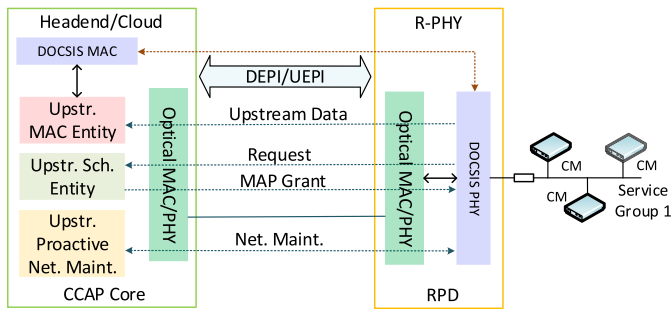 Headend/Cloud
R-PHY
DOCSIS MAC
DEPI/UEPI
Upstr.
MAC Entity
Optical MAC/PHY
Upstream Data
Optical MAC/PHY
DOCSIS PHY
Request
Upstr. Sch.
Entity
MAP Grant
CM
CM
CM
Service
Group 1
Upstr.
Proactive
Net. Maint.
Net. Maint.
CCAP Core
RPD